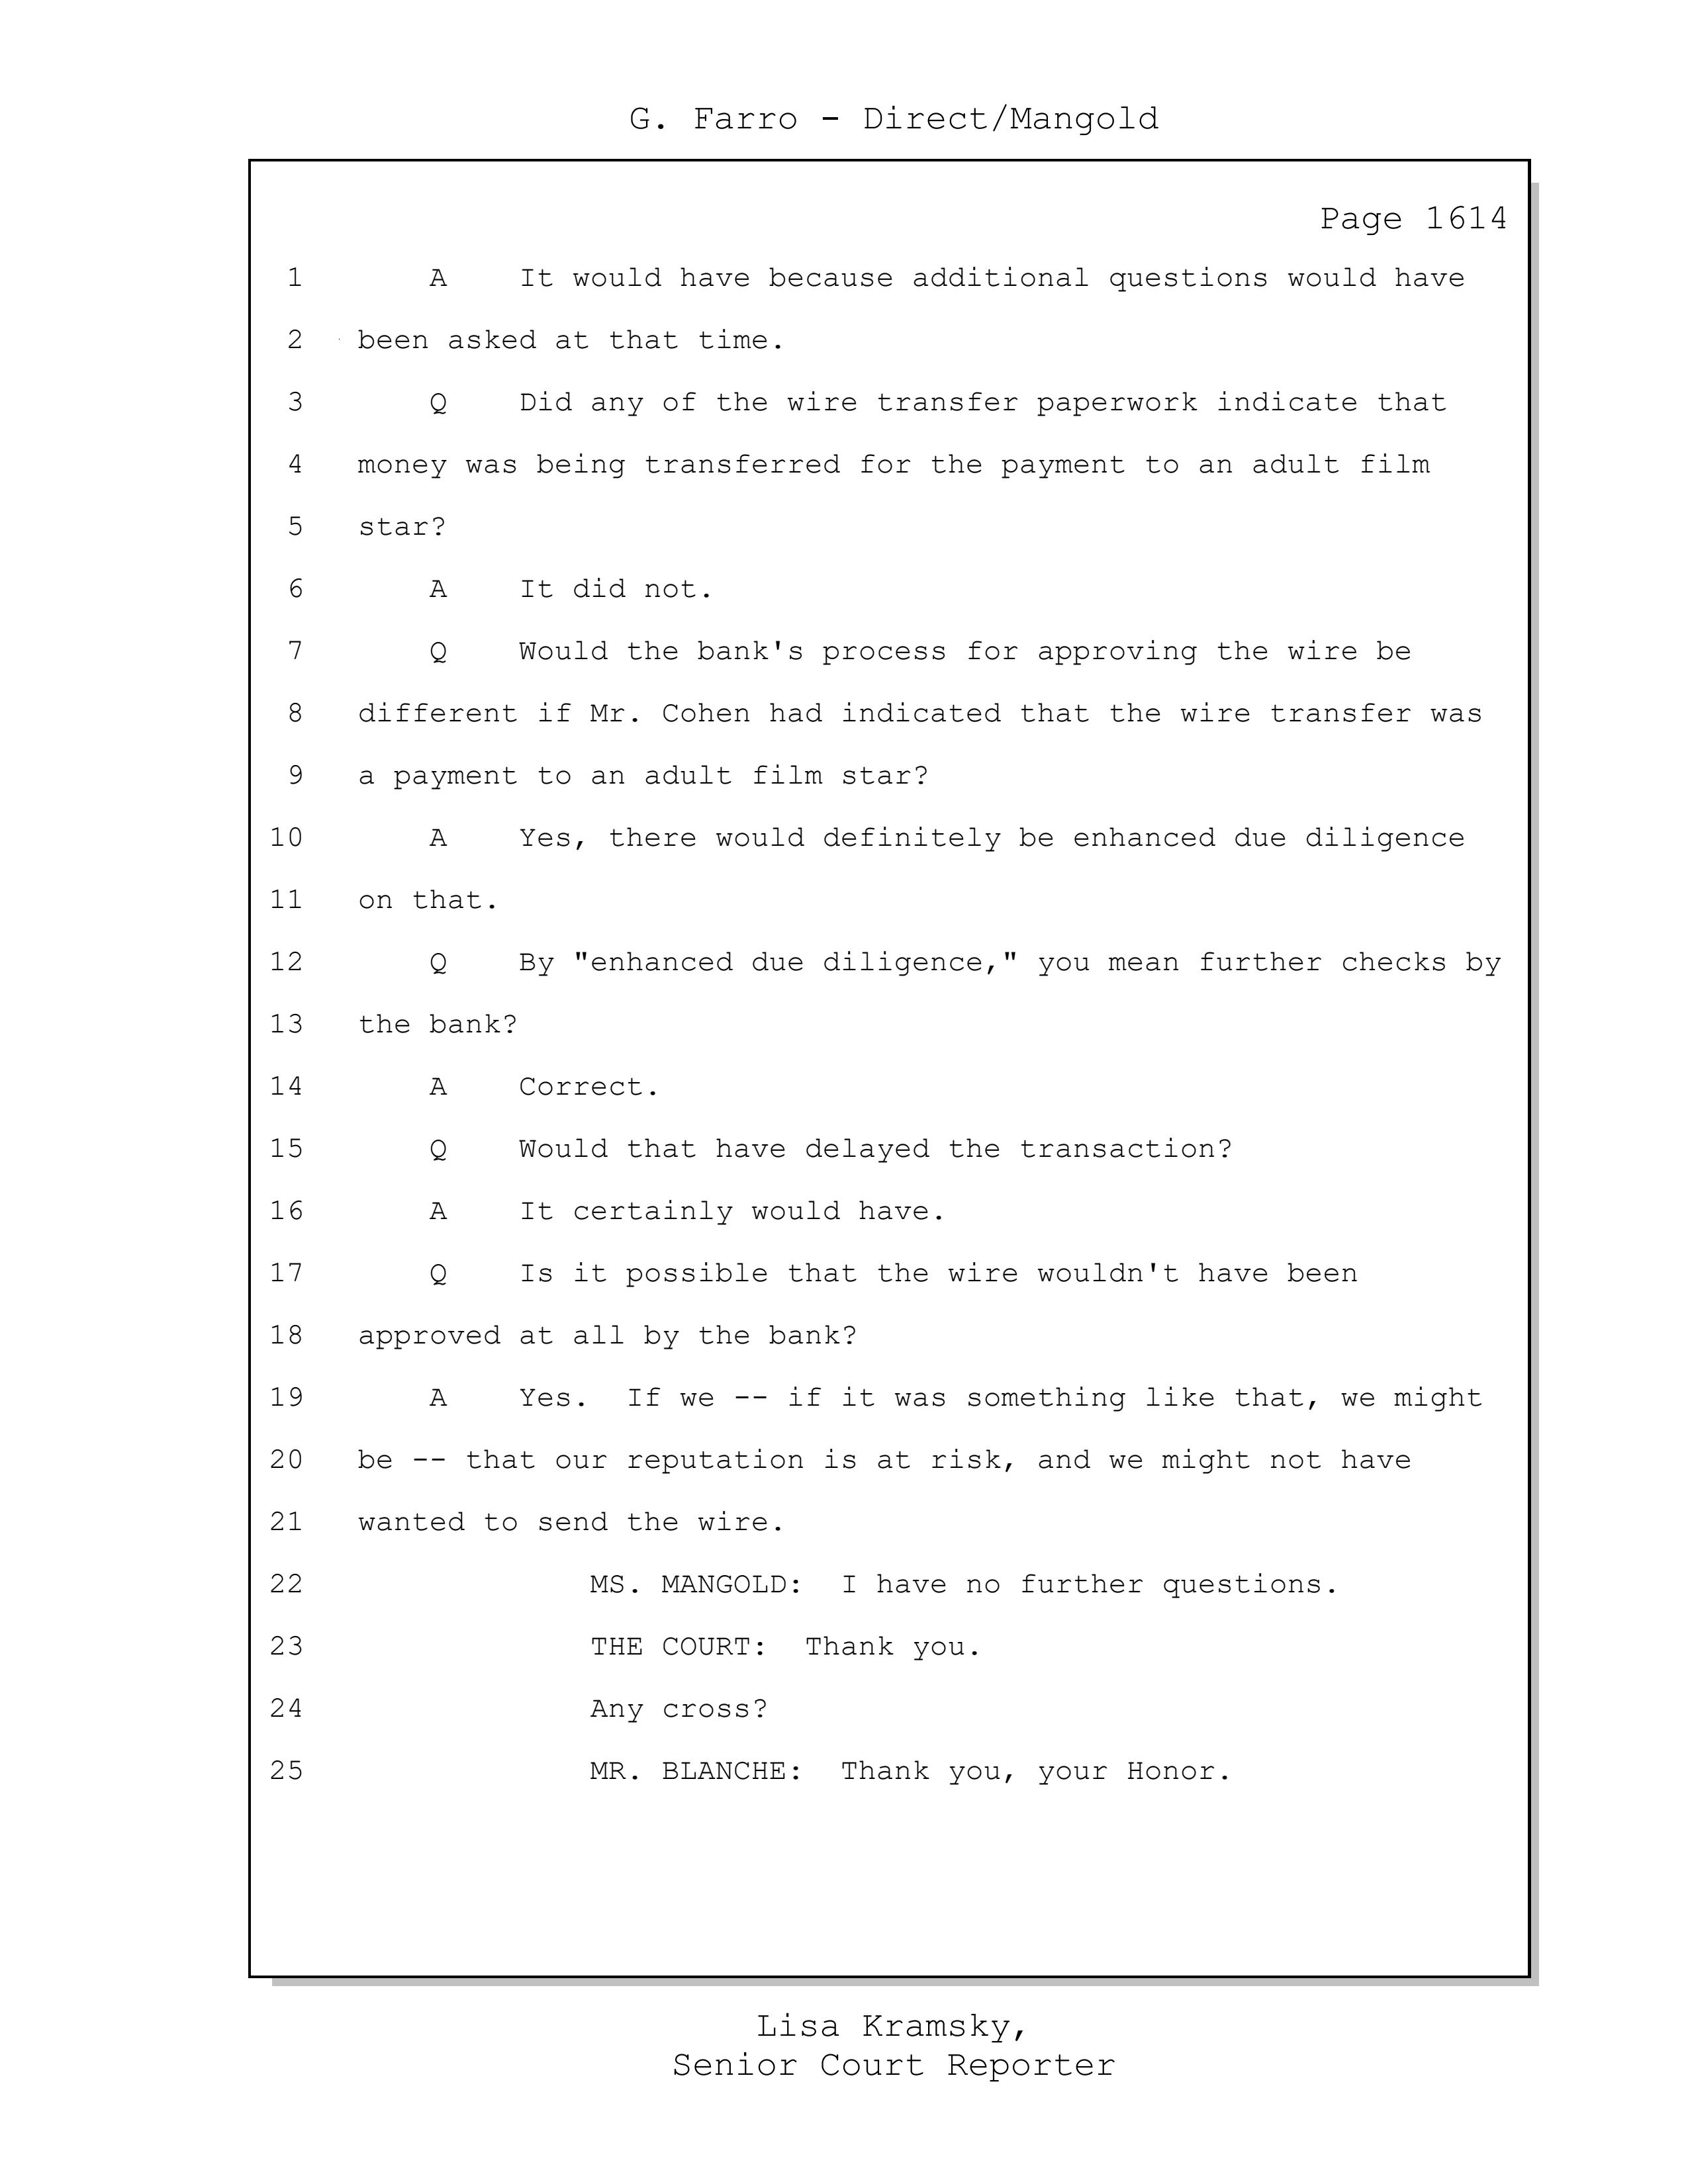 G. Farro - Direct/Mangold
Page 1614
1 A It would have because additional questions would have
2 been asked at that time.
3 Q Did any of the wire transfer paperwork indicate that
4 money was being transferred for the payment to an adult film
5 star?
6 A It did not.
7 Q Would the bank's process for approving the wire be
8 different if Mr. Cohen had indicated that the wire transfer was
9 a payment to an adult film star?
10 A Yes, there would definitely be enhanced due diligence
11 on that.
12 Q By "enhanced due diligence," you mean further checks by
13 the bank?
14 A Correct.
15 Q Would that have delayed the transaction?
16 A It certainly would have.
17 Q Is it possible that the wire wouldn't have been
18 approved at all by the bank?
19 A Yes. If we -- if it was something like that, we might
20 be -- that our reputation is at risk, and we might not have
21 wanted to send the wire.
22 MS. MANGOLD: I have no further questions.
23 THE COURT: Thank you.
24 Any cross?
25 MR. BLANCHE: Thank you, your Honor.
Lisa Kramsky,
Senior Court Reporter